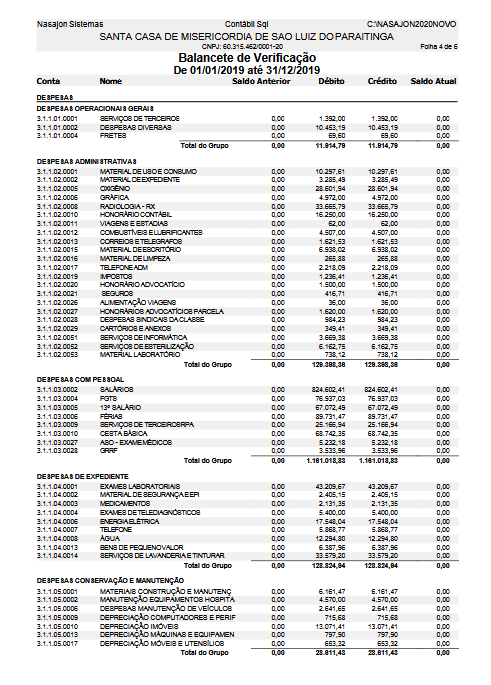 Nasajon Sistemas Contábil Sql C:\NASAJON2020NOVO
SANTA CASA DE MISERICORDIA DE SAO LUIZ DO PARAITINGA
CNPJ: 60.315.462/0001-20 Folha 4 de 6
Balancete de Verificação
De 01/01/2019 até 31/12/2019
Conta Nome Saldo Anterior Débito Crédito Saldo Atual
DESPESAS
DESPESAS OPERACIONAIS GERAIS
3.1.1.01.0001 SERVIÇOS DE TERCEIROS 0,00 1.392,00 1.392,00 0,00
3.1.1.01.0002 DESPESAS DIVERSAS 0,00 10.453,19 10.453,19 0,00
3.1.1.01.0004 FRETES 0,00 69,60 69,60 0,00
Total do Grupo 0,00 11.914,79 11.914,79 0,00
DESPESAS ADMINISTRATIVAS
3.1.1.02.0001 MATERIAL DE USO E CONSUMO 0,00 10.297,61 10.297,61 0,00
3.1.1.02.0002 MATERIAL DE EXPEDIENTE 0,00 3.285,49 3.285,49 0,00
3.1.1.02.0005 OXIGÊNIO 0,00 28.601,94 28.601,94 0,00
3.1.1.02.0006 GRÁFICA 0,00 4.972,00 4.972,00 0,00
3.1.1.02.0008 RADIOLOGIA - RX 0,00 33.665,79 33.665,79 0,00
3.1.1.02.0010 HONORÁRIO CONTÁBIL 0,00 16.250,00 16.250,00 0,00
3.1.1.02.0011 VIAGENS E ESTADIAS 0,00 62,00 62,00 0,00
3.1.1.02.0012 COMBUSTÍVEIS E LUBRIFICANTES 0,00 4.507,00 4.507,00 0,00
3.1.1.02.0013 CORREIOS E TELEGRAFOS 0,00 1.621,53 1.621,53 0,00
3.1.1.02.0015 MATERIAL DE ESCRITÓRIO 0,00 6.938,02 6.938,02 0,00
3.1.1.02.0016 MATERIAL DE LIMPEZA 0,00 265,88 265,88 0,00
3.1.1.02.0017 TELEFONE ADM 0,00 2.218,09 2.218,09 0,00
3.1.1.02.0019 IMPOSTOS 0,00 1.236,41 1.236,41 0,00
3.1.1.02.0020 HONORÁRIO ADVOCATÍCIO 0,00 1.500,00 1.500,00 0,00
3.1.1.02.0021 SEGUROS 0,00 416,71 416,71 0,00
3.1.1.02.0026 ALIMENTAÇÃO VIAGENS 0,00 36,00 36,00 0,00
3.1.1.02.0027 HONORÁRIOS ADVOCATÍCIOS PARCELA 0,00 1.620,00 1.620,00 0,00
3.1.1.02.0028 DESPESAS SINDICAIS DA CLASSE 0,00 984,23 984,23 0,00
3.1.1.02.0029 CARTÓRIOS E ANEXOS 0,00 349,41 349,41 0,00
3.1.1.02.0051 SERVIÇOS DE INFORMÁTICA 0,00 3.669,38 3.669,38 0,00
3.1.1.02.0052 SERVIÇOS DE ESTERILIZAÇÃO 0,00 6.162,75 6.162,75 0,00
3.1.1.02.0053 MATERIAL LABORATÓRIO 0,00 738,12 738,12 0,00
Total do Grupo 0,00 129.398,36 129.398,36 0,00
DESPESAS COM PESSOAL
3.1.1.03.0002 SALÁRIOS 0,00 824.602,41 824.602,41 0,00
3.1.1.03.0004 FGTS 0,00 76.937,03 76.937,03 0,00
3.1.1.03.0005 13º SALÁRIO 0,00 67.072,49 67.072,49 0,00
3.1.1.03.0006 FÉRIAS 0,00 89.731,47 89.731,47 0,00
3.1.1.03.0009 SERVIÇOS DE TERCEIROS RPA 0,00 25.166,94 25.166,94 0,00
3.1.1.03.0010 CESTA BÁSICA 0,00 68.742,35 68.742,35 0,00
3.1.1.03.0027 ASO - EXAME MÉDICOS 0,00 5.232,18 5.232,18 0,00
3.1.1.03.0028 GRRF 0,00 3.533,96 3.533,96 0,00
Total do Grupo 0,00 1.161.018,83 1.161.018,83 0,00
DESPESAS DE EXPEDIENTE
3.1.1.04.0001 EXAMES LABORATORIAIS 0,00 43.209,67 43.209,67 0,00
3.1.1.04.0002 MATERIAL DE SEGURANÇA E EPI 0,00 2.405,15 2.405,15 0,00
3.1.1.04.0003 MEDICAMENTOS 0,00 2.131,35 2.131,35 0,00
3.1.1.04.0004 EXAMES DE TELEDIAGNÓSTICOS 0,00 5.400,00 5.400,00 0,00
3.1.1.04.0006 ENERGIA ELÉTRICA 0,00 17.548,04 17.548,04 0,00
3.1.1.04.0007 TELEFONE 0,00 5.868,77 5.868,77 0,00
3.1.1.04.0008 ÁGUA 0,00 12.294,80 12.294,80 0,00
3.1.1.04.0013 BENS DE PEQUENO VALOR 0,00 6.387,96 6.387,96 0,00
3.1.1.04.0014 SERVIÇOS DE LAVANDERIA E TINTURAR 0,00 33.579,20 33.579,20 0,00
Total do Grupo 0,00 128.824,94 128.824,94 0,00
DESPESAS CONSERVAÇÃO E MANUTENÇÃO
3.1.1.05.0001 MATERIAIS CONSTRUÇÃO E MANUTENÇ 0,00 6.161,47 6.161,47 0,00
3.1.1.05.0002 MANUTENÇÃO EQUIPAMENTOS HOSPITA 0,00 4.570,00 4.570,00 0,00
3.1.1.05.0006 DESPESAS MANUTENÇÃO DE VEÍCULOS 0,00 2.641,65 2.641,65 0,00
3.1.1.05.0009 DEPRECIAÇÃO COMPUTADORES E PERIF 0,00 715,68 715,68 0,00
3.1.1.05.0010 DEPRECIAÇÃO IMÓVEIS 0,00 13.071,41 13.071,41 0,00
3.1.1.05.0013 DEPRECIAÇÃO MÁQUINAS E EQUIPAMEN 0,00 797,90 797,90 0,00
3.1.1.05.0017 DEPRECIAÇÃO MÓVEIS E UTENSÍLIOS 0,00 653,32 653,32 0,00
Total do Grupo 0,00 28.611,43 28.611,43 0,00